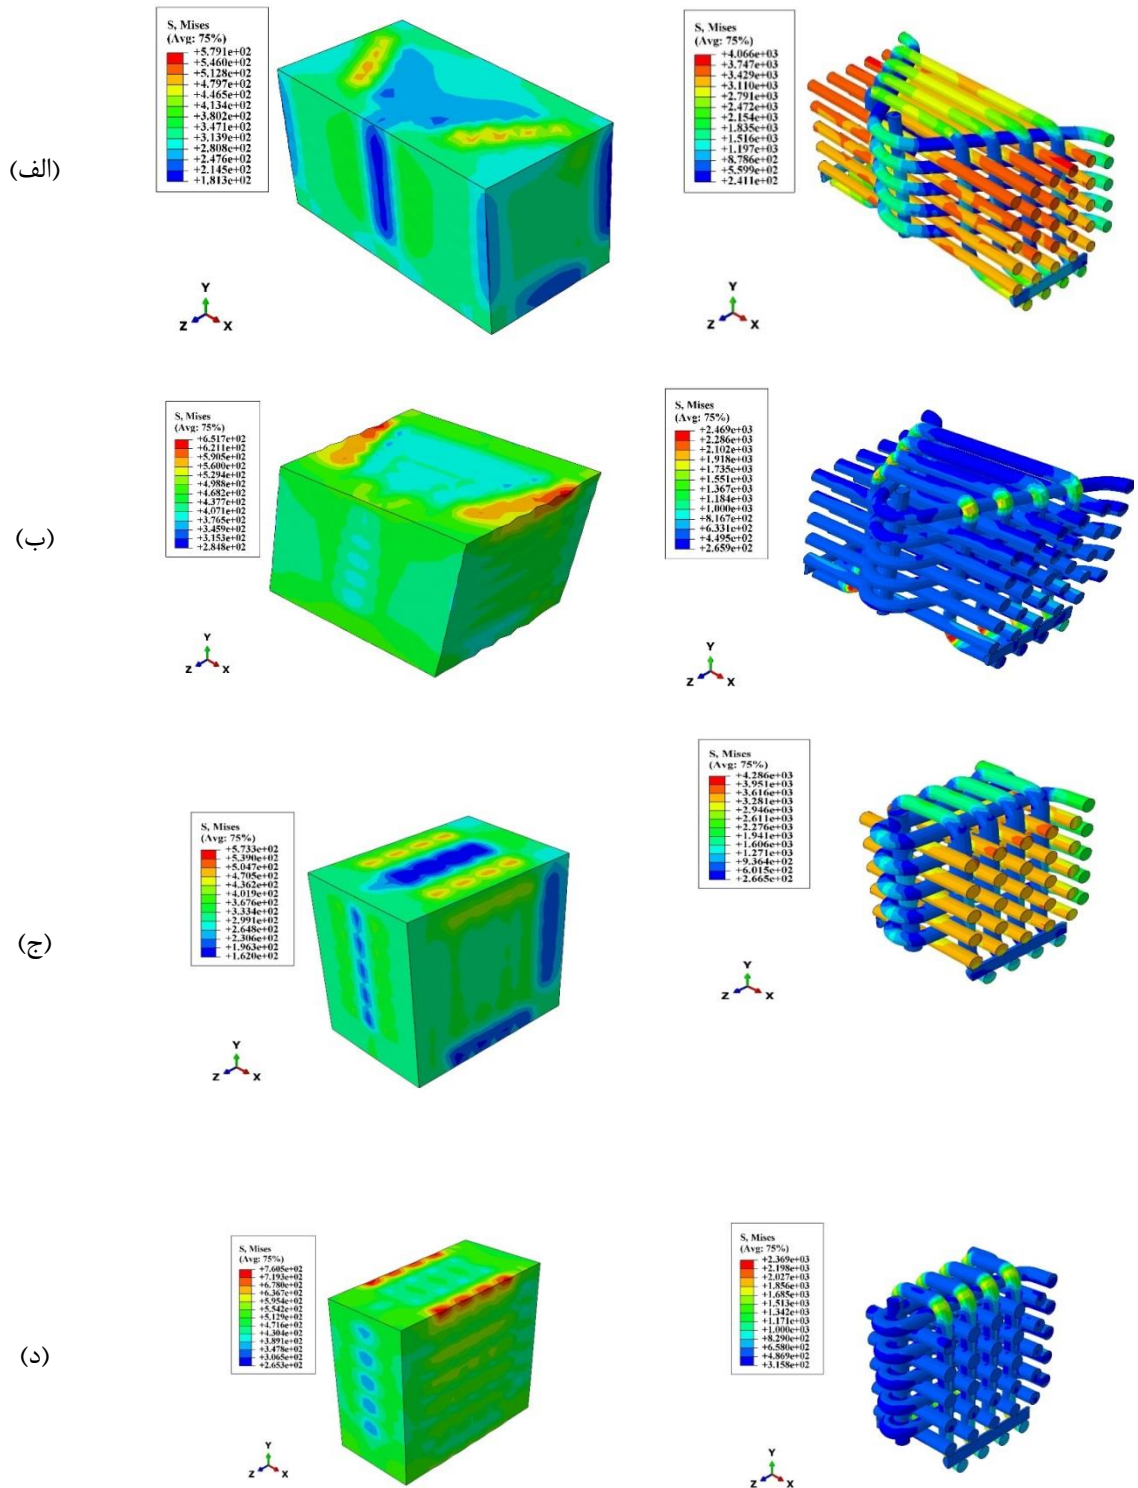 (الف)
S, Mises
(Avg: 75%)
+5.791e+02
+5.460e+02
+5.128e+02
+4.797e+02
+4.465e+02
+4.134e+02
+3.802e+02
+3.471e+02
+3.139e+02
+2.808e+02
+2.476e+02
+2.145e+02
+1.813e+02
Y
Z
X
S, Mises
(Avg: 75%)
+4.066e+03
+3.747e+03
+3.429e+03
+3.110e+03
+2.791e+03
+2.472e+03
+2.154e+03
+1.835e+03
+1.516e+03
+1.197e+03
+8.786e+02
+5.599e+02
+2.411e+02
Y
Z
X
(ب)
S, Mises
(Avg: 75%)
+6.517e+02
+6.211e+02
+5.905e+02
+5.600e+02
+5.294e+02
+4.988e+02
+4.682e+02
+4.377e+02
+4.071e+02
+3.765e+02
+3.459e+02
+3.153e+02
+2.848e+02
Y
Z
X
S, Mises
(Avg: 75%)
+2.469e+03
+2.286e+03
+2.102e+03
+1.918e+03
+1.735e+03
+1.551e+03
+1.367e+03
+1.184e+03
+1.000e+03
+8.167e+02
+6.331e+02
+4.495e+02
+2.659e+02
Y
Z
X
(ج)
S, Mises
(Avg: 75%)
+5.733e+02
+5.390e+02
+5.047e+02
+4.705e+02
+4.362e+02
+4.019e+02
+3.676e+02
+3.334e+02
+2.991e+02
+2.648e+02
+2.306e+02
+1.963e+02
+1.620e+02
Y
Z
X
S, Mises
(Avg: 75%)
+4.286e+03
+3.951e+03
+3.616e+03
+3.281e+03
+2.946e+03
+2.611e+03
+2.276e+03
+1.941e+03
+1.606e+03
+1.271e+03
+9.364e+02
+6.015e+02
+2.665e+02
Y
Z
X
(د)
S, Mises
(Avg: 75%)
+7.605e+02
+7.193e+02
+6.780e+02
+6.367e+02
+5.954e+02
+5.542e+02
+5.129e+02
+4.716e+02
+4.304e+02
+3.891e+02
+3.478e+02
+3.065e+02
+2.653e+02
Y
Z
X
S, Mises
(Avg: 75%)
+2.369e+03
+2.198e+03
+2.027e+03
+1.856e+03
+1.685e+03
+1.513e+03
+1.342e+03
+1.171e+03
+1.000e+03
+8.290e+02
+6.580e+02
+4.869e+02
+3.158e+02
Y
Z
X